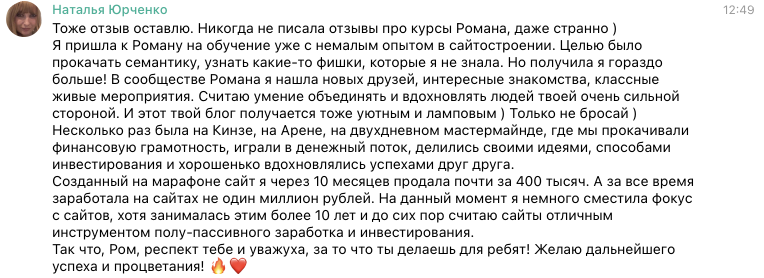 Наталья Юрченко 12:49
Тоже отзыв оставлю. Никогда не писала отзывы про курсы Романа, даже странно )
Я пришла к Роману на обучение уже с немалым опытом в сайтостроении. Целью было
прокачать семантику, узнать какие-то фишки, которые я не знала. Но получила я гораздо
больше! В сообществе Романа я нашла новых друзей, интересные знакомства, классные
живые мероприятия. Считаю умение объединять и вдохновлять людей твоей очень сильной
стороной. И этот твой блог получается тоже уютным и ламповым ) Только не бросай )
Несколько раз была на Кинзе, на Арене, на двухдневном мастермайнде, где мы прокачивали
финансовую грамотность, играли в денежный поток, делились своими идеями, способами
инвестирования и хорошенько вдохновлялись успехами друг друга.
Созданный на марафоне сайт я через 10 месяцев продала почти за 400 тысяч. А за все время
заработала на сайтах не один миллион рублей. На данный момент я немного сместила фокус
с сайтов, хотя занималась этим более 10 лет и до сих пор считаю сайты отличным
инструментом полу-пассивного заработка и инвестирования.
Так что, Ром, респект тебе и уважуха, за то что ты делаешь для ребят! Желаю дальнейшего
успеха и процветания! 🔥❤️